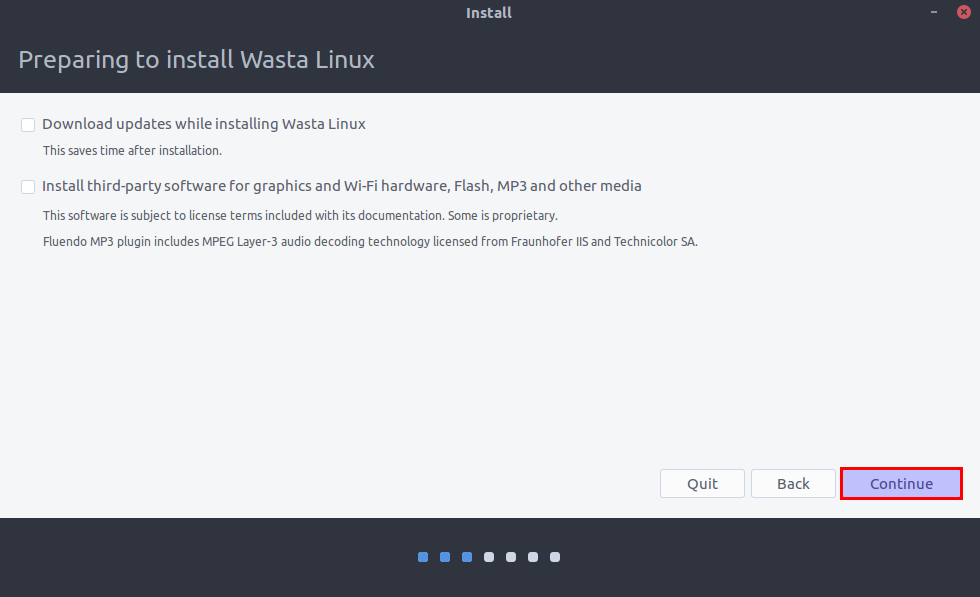 Install
Preparing to install Wasta Linux
Download updates while installing Wasta Linux
This saves time after installation.
Install third-party software for graphics and Wi-Fi hardware, Flash, MP3 and other media
This software is subject to license terms included with its documentation. Some is proprietary.
Fluendo MP3 plugin includes MPEG Layer-3 audio decoding technology licensed from Fraunhofer IIS and Technicolor SA.
Quit Back Continue